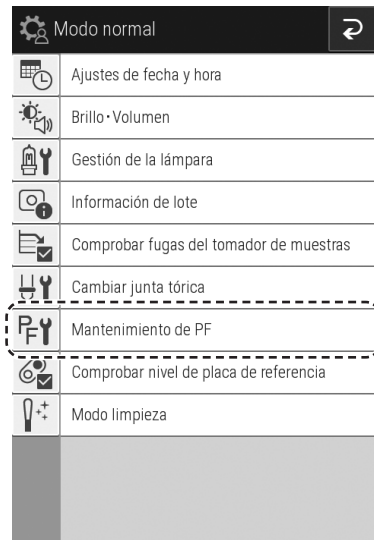 Modo normal
Ajustes de fecha y hora
Brillo･Volumen
Gestión de la lámpara
Información de lote
Comprobar fugas del tomador de muestras
Cambiar junta tórica
PF Mantenimiento de PF
Comprobar nivel de placa de referencia
Modo limpieza